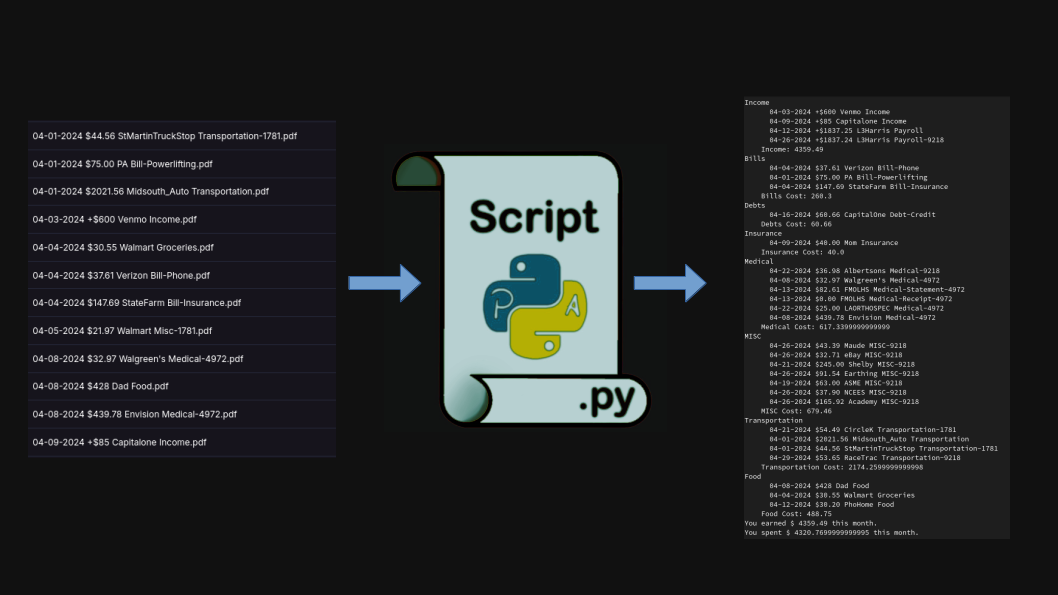 04-01-2024 $44.56 StMartinTruckStop Transportation-1781.pdf
04-01-2024 $75.00 PA Bill-Powerlifting.pdf
04-01-2024 $2021.56 Midsouth_Auto Transportation.pdf
04-03-2024 +$600 Venmo Income.pdf
04-04-2024 $30.55 Walmart Groceries.pdf
04-04-2024 $37.61 Verizon Bill-Phone.pdf
04-04-2024 $147.69 StateFarm Bill-Insurance.pdf
04-05-2024 $21.97 Walmart Misc-1781.pdf
04-08-2024 $32.97 Walgreen's Medical-4972.pdf
04-08-2024 $428 Dad Food.pdf
04-08-2024 $439.78 Envision Medical-4972.pdf
04-09-2024 +$85 Capitalone Income.pdf
Script
P A
.py
Income
04-03-2024 +$600 Venmo Income
04-09-2024 +$85 Capitalone Income
04-12-2024 +$1837.25 L3Harris Payroll
04-26-2024 +$1837.24 L3Harris Payroll-9218
Income: 4359.49
Bills
04-04-2024 $37.61 Verizon Bill-Phone
04-01-2024 $75.00 PA Bill-Powerlifting
04-04-2024 $147.69 StateFarm Bill-Insurance
Bills Cost: 260.3
Debts
04-16-2024 $60.66 CapitalOne Debt-Credit
Debts Cost: 60.66
Insurance
04-09-2024 $40.00 Mom Insurance
Insurance Cost: 40.0
Medical
04-22-2024 $36.98 Albertsons Medical-9218
04-08-2024 $32.97 Walgreen's Medical-4972
04-13-2024 $82.61 FMOLHS Medical-Statement-4972
04-13-2024 $0.00 FMOLHS Medical-Receipt-4972
04-22-2024 $25.00 LAORTHOSPEC Medical-4972
04-08-2024 $439.78 Envision Medical-4972
Medical Cost: 617.3399999999999
MISC
04-26-2024 $43.39 Maude MISC-9218
04-26-2024 $32.71 eBay MISC-9218
04-21-2024 $245.00 Shelby MISC-9218
04-26-2024 $91.54 Earthing MISC-9218
04-19-2024 $63.00 ASME MISC-9218
04-26-2024 $37.90 NCEES MISC-9218
04-26-2024 $165.92 Academy MISC-9218
MISC Cost: 679.46
Transportation
04-21-2024 $54.49 CircleK Transportation-1781
04-01-2024 $2021.56 Midsouth_Auto Transportation
04-01-2024 $44.56 StMartinTruckStop Transportation-1781
04-29-2024 $53.65 RaceTrac Transportation-9218
Transportation Cost: 2174.2599999999998
Food
04-08-2024 $428 Dad Food
04-04-2024 $30.55 Walmart Groceries
04-12-2024 $30.20 PhoHome Food
Food Cost: 488.75
You earned $ 4359.49 this month.
You spent $ 4320.7699999999995 this month.